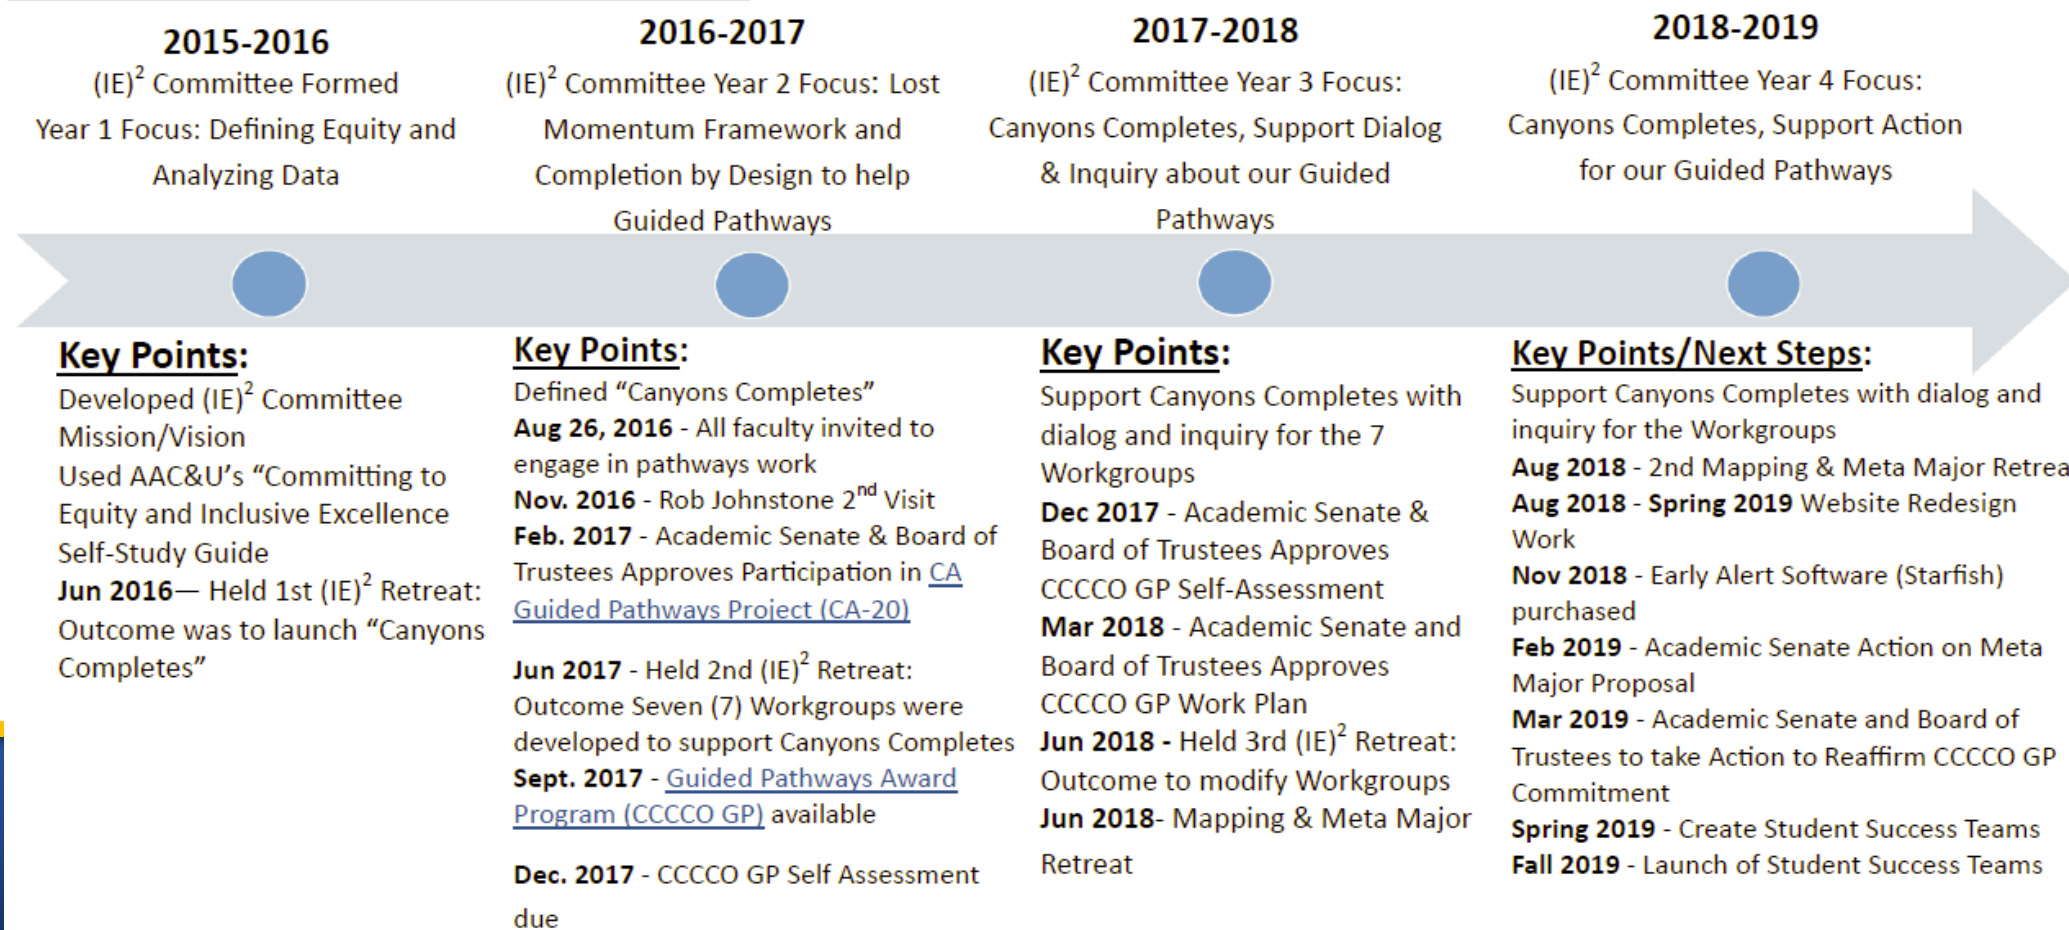 2015-2016
(IE)² Committee Formed
Year 1 Focus: Defining Equity and
Analyzing Data
2016-2017
(IE)² Committee Year 2 Focus: Lost
Momentum Framework and
Completion by Design to help
Guided Pathways
2017-2018
(IE)² Committee Year 3 Focus:
Canyons Completes, Support Dialog
& Inquiry about our Guided
Pathways
2018-2019
(IE)² Committee Year 4 Focus:
Canyons Completes, Support Action
for our Guided Pathways
Key Points:
Developed (IE)² Committee
Mission/Vision
Used AAC&U's “Committing to
Equity and Inclusive Excellence
Self-Study Guide
Jun 2016— Held 1st (IE)² Retreat:
Outcome was to launch “Canyons
Completes”
Key Points:
Defined “Canyons Completes”
Aug 26, 2016 - All faculty invited to
engage in pathways work
Nov. 2016 - Rob Johnstone 2nd Visit
Feb. 2017 - Academic Senate & Board of
Trustees Approves Participation in CA
Guided Pathways Project (CA-20)
Jun 2017 - Held 2nd (IE)² Retreat:
Outcome Seven (7) Workgroups were
developed to support Canyons Completes
Sept. 2017 - Guided Pathways Award
Program (CCCCO GP) available
Dec. 2017 - CCCCO GP Self Assessment
due
Key Points:
Support Canyons Completes with
dialog and inquiry for the 7
Workgroups
Dec 2017 - Academic Senate &
Board of Trustees Approves
CCCCO GP Self-Assessment
Mar 2018 - Academic Senate and
Board of Trustees Approves
CCCCO GP Work Plan
Jun 2018 - Held 3rd (IE)² Retreat:
Outcome to modify Workgroups
Jun 2018- Mapping & Meta Major
Retreat
Key Points/Next Steps:
Support Canyons Completes with dialog and
inquiry for the Workgroups
Aug 2018 - 2nd Mapping & Meta Major Retrea
Aug 2018 - Spring 2019 Website Redesign
Work
Nov 2018 - Early Alert Software (Starfish)
purchased
Feb 2019 - Academic Senate Action on Meta
Major Proposal
Mar 2019 - Academic Senate and Board of
Trustees to take Action to Reaffirm CCCCO GP
Commitment
Spring 2019 - Create Student Success Teams
Fall 2019 - Launch of Student Success Teams